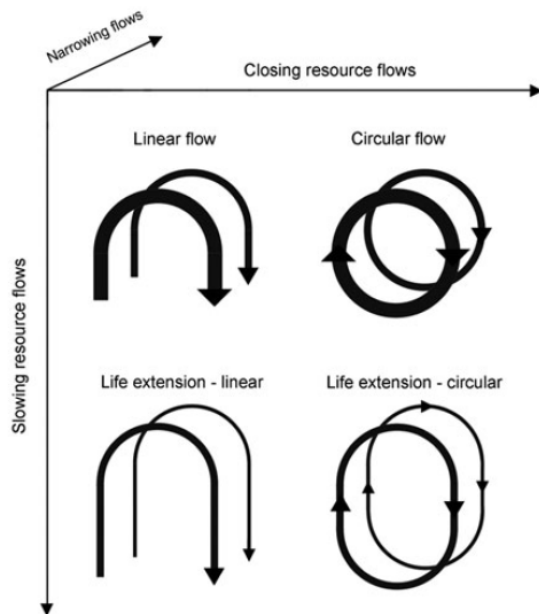 Narrowing flows
Closing resource flows
Linear flow
Circular flow
Slowing resource flows
Life extension - linear
Life extension - circular